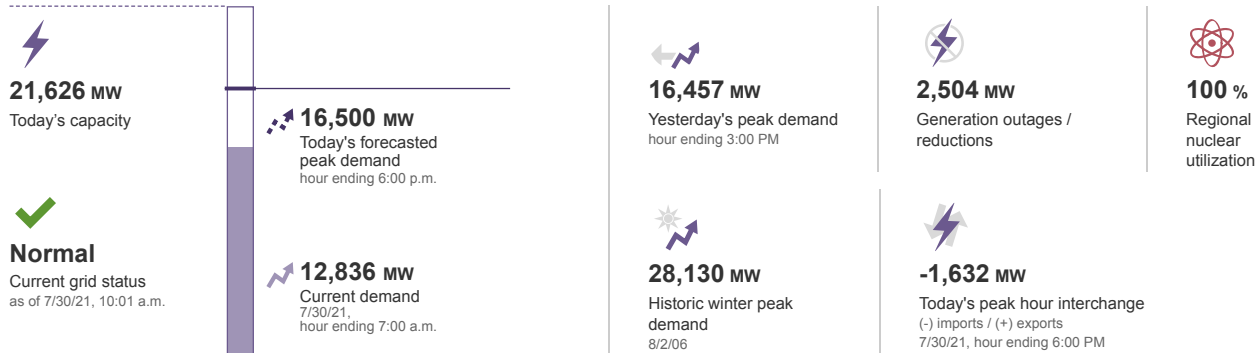 21,626 MW
Today's capacity
Normal
Current grid status
as of 7/30/21, 10:01 a.m.
16,500 MW
Today's forecasted
peak demand
hour ending 6:00 p.m.
12,836 MW
Current demand
7/30/21,
hour ending 7:00 a.m.
16,457 MW
Yesterday's peak demand
hour ending 3:00 PM
2,504 MW
Generation outages /
reductions
100 %
Regional
nuclear
utilization
28,130 MW
Historic winter peak
demand
8/2/06
-1,632 MW
Today's peak hour interchange
(-) imports / (+) exports
7/30/21, hour ending 6:00 PM